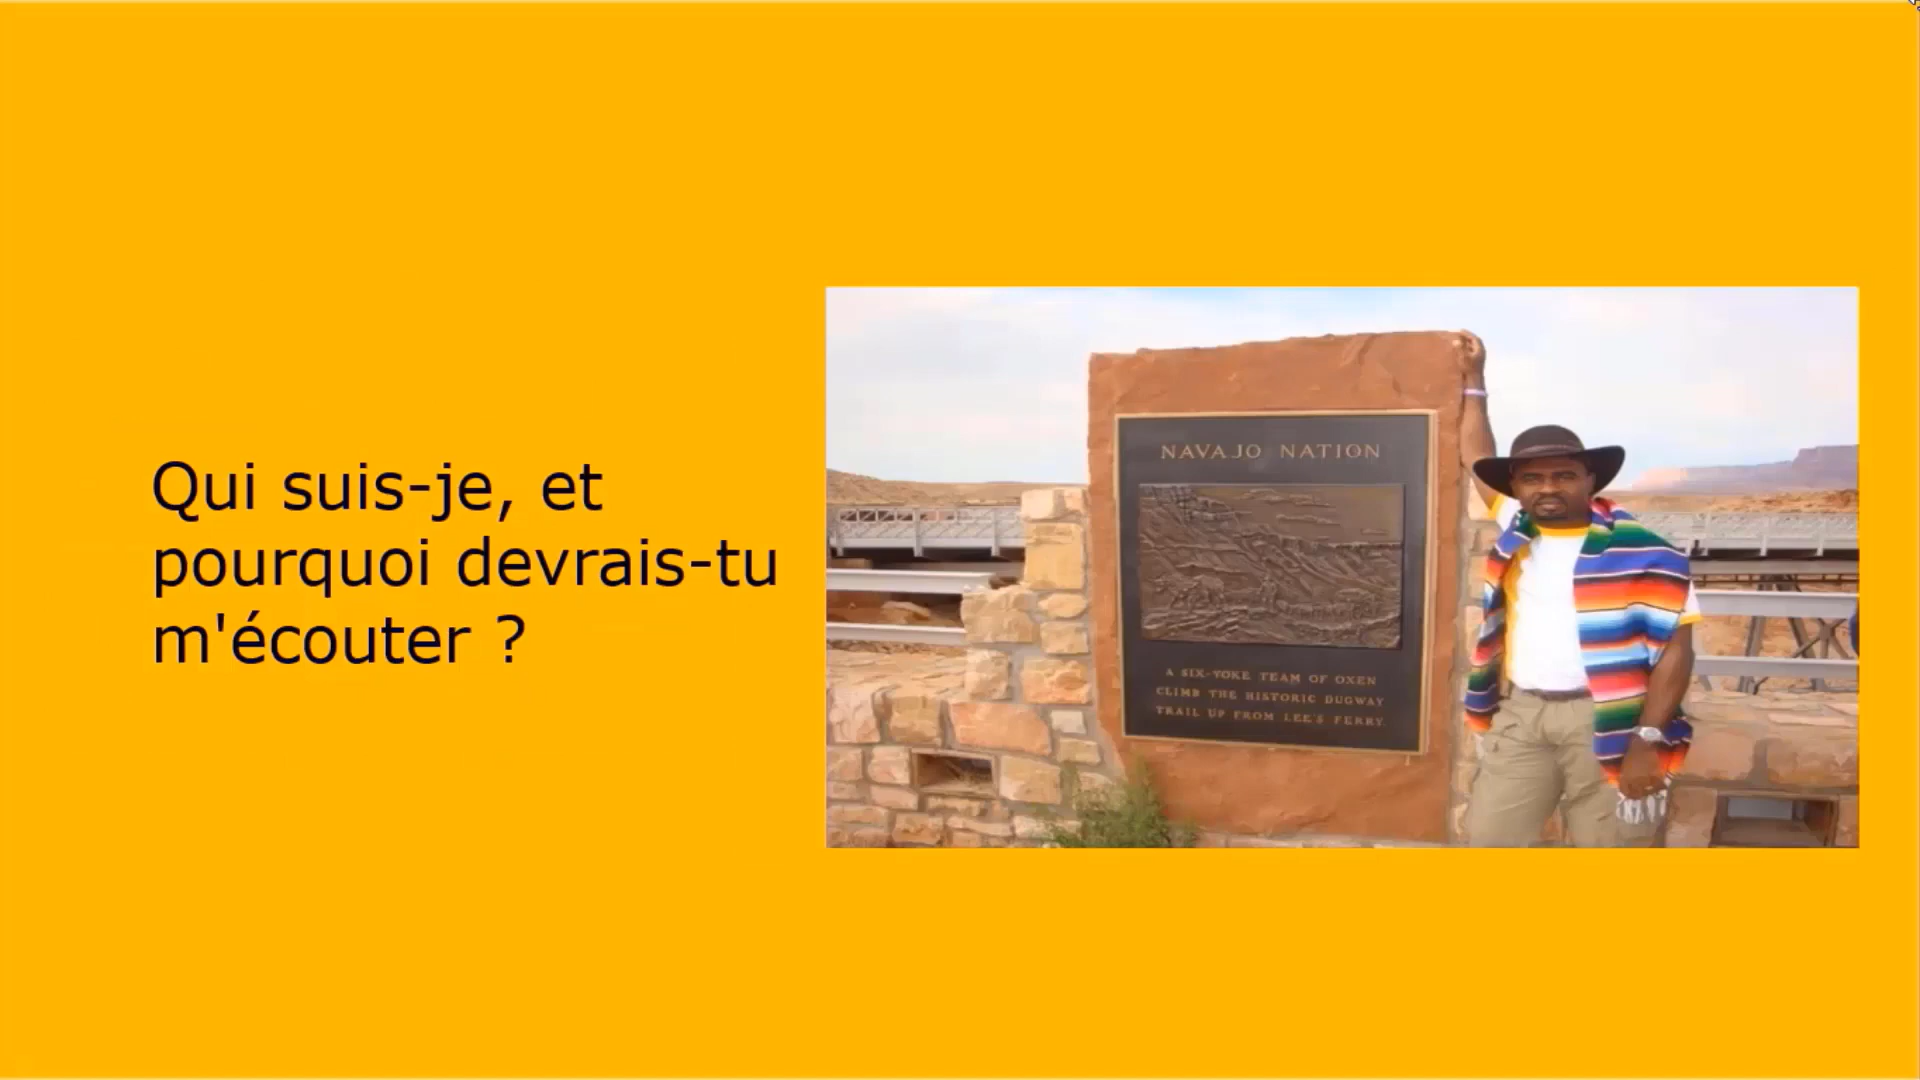 Qui suis-je, et
pourquoi devrais-tu
m'écouter ?
NAVAJO NATION
A SIX-YOKE TEAM OF OXEN
CLIMB THE HISTORIC DUGWAY
TRAIL UP FROM LEE'S FERRY.